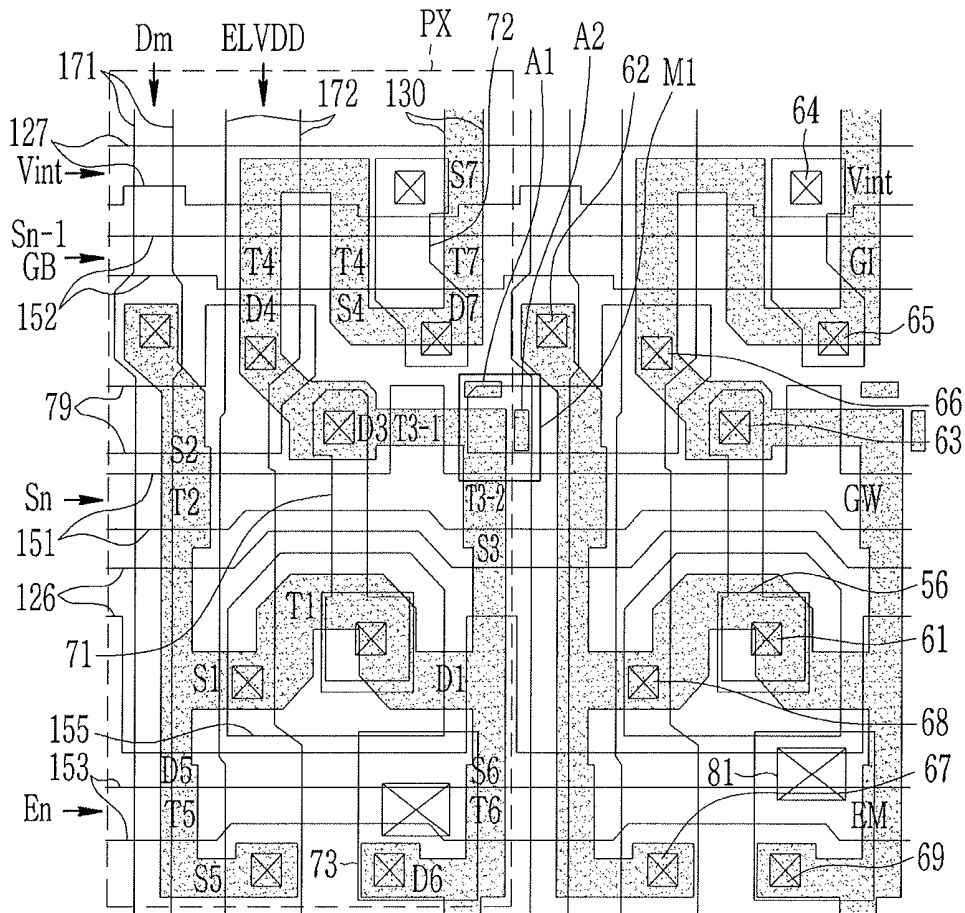 PX 72 A2
Dm ELVDD A1 62 M1
171 172 130 64
127
Vint S7 Vint
Sn-1
GB T4 T4 T7 GI
152 D4 S4 D7
65
79 66
D3 T3-1 63
S2
Sn T2 T3-2 GW
151 S3
126 56
T1
71 61
S1 D1
155 68
D5 S6 81 67
153
En T5 T6 EM
73
S5 D6 69